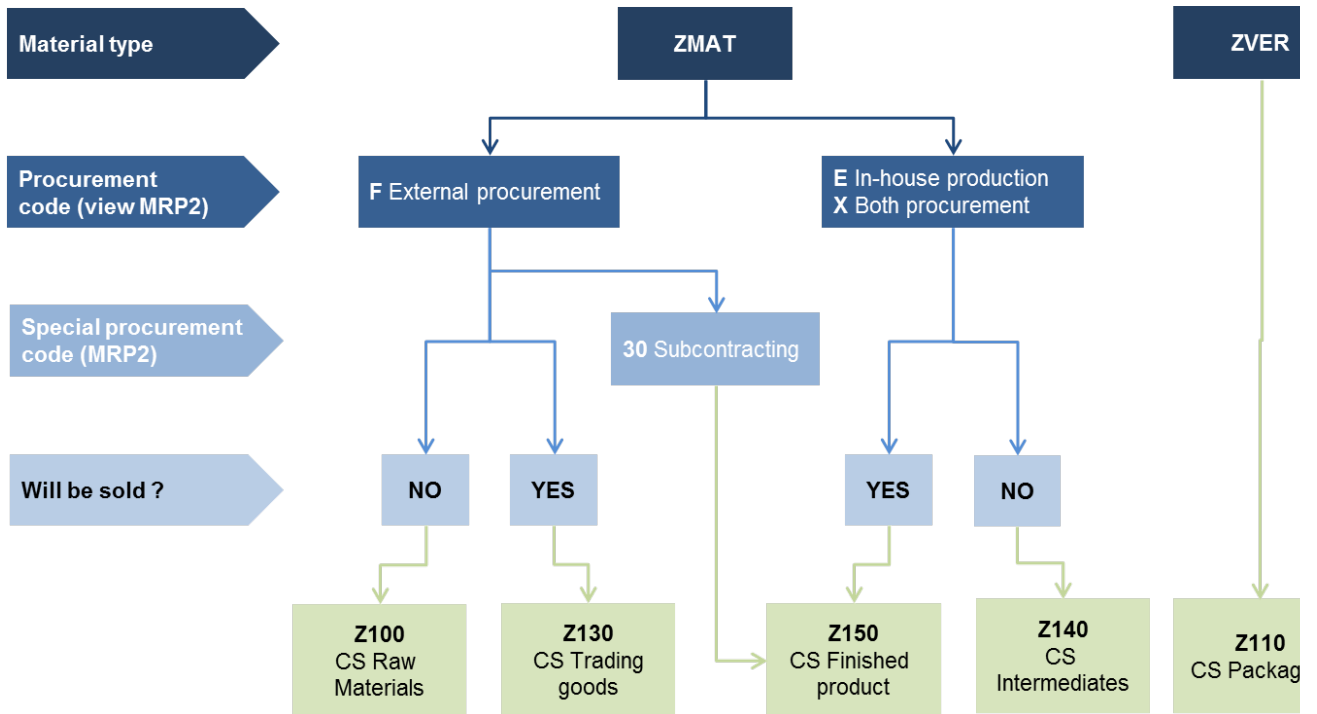 Material type
ZMAT
ZVER
Procurement
code (view MRP2)
F External procurement
E In-house production
X Both procurement
Special procurement
code (MRP2)
30 Subcontracting
Will be sold ?
NO
YES
YES
NO
Z100
CS Raw
Materials
Z130
CS Trading
goods
Z150
CS Finished
product
Z140
CS
Intermediates
Z110
CS Packag